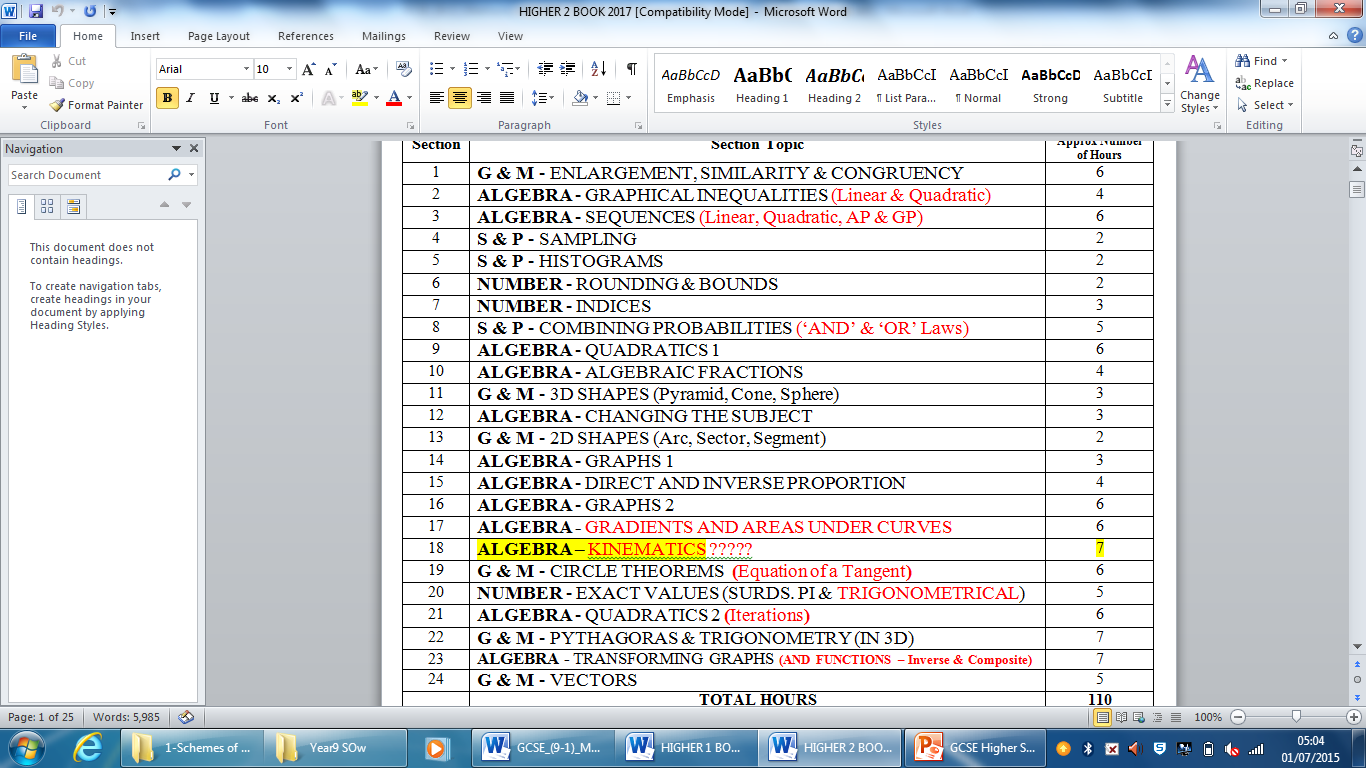 HIGHER 2 BOOK 2017 [Compatibility Mode] - Microsoft Word
File Home Insert Page Layout References Mailings Review View
Paste
Cut
Copy
Format Painter
Clipboard
Arial 10
Font
Paragraph
AaBbCcD AaBb( AaBbCc AaBbCcI AaBbCcI AaBbCcD AaBbCcI
Emphasis Heading 1 Heading 2 ¶ List Para... ¶ Normal Strong Subtitle
Styles
Change Styles
Find
Replace
Select
Editing
Navigation
Search Document
This document does not
contain headings.
To create navigation tabs,
create headings in your
document by applying
Heading Styles.
Section Section Topic Approx Number
of Hours
1 G & M - ENLARGEMENT, SIMILARITY & CONGRUENCY 6
2 ALGEBRA - GRAPHICAL INEQUALITIES (Linear & Quadratic) 4
3 ALGEBRA - SEQUENCES (Linear, Quadratic, AP & GP) 6
4 S & P - SAMPLING 2
5 S & P - HISTOGRAMS 2
6 NUMBER - ROUNDING & BOUNDS 2
7 NUMBER - INDICES 3
8 S & P - COMBINING PROBABILITIES (‘AND’ & ‘OR’ Laws) 5
9 ALGEBRA - QUADRATICS 1 6
10 ALGEBRA - ALGEBRAIC FRACTIONS 4
11 G & M - 3D SHAPES (Pyramid, Cone, Sphere) 3
12 ALGEBRA - CHANGING THE SUBJECT 3
13 G & M - 2D SHAPES (Arc, Sector, Segment) 2
14 ALGEBRA - GRAPHS 1 3
15 ALGEBRA - DIRECT AND INVERSE PROPORTION 4
16 ALGEBRA - GRAPHS 2 6
17 ALGEBRA - GRADIENTS AND AREAS UNDER CURVES 6
18 ALGEBRA – KINEMATICS ????? 7
19 G & M - CIRCLE THEOREMS (Equation of a Tangent) 6
20 NUMBER - EXACT VALUES (SURDS. PI & TRIGONOMETRICAL) 5
21 ALGEBRA - QUADRATICS 2 (Iterations) 6
22 G & M - PYTHAGORAS & TRIGONOMETRY (IN 3D) 7
23 ALGEBRA - TRANSFORMING GRAPHS (AND FUNCTIONS – Inverse & Composite) 7
24 G & M - VECTORS 5
TOTAL HOURS 110
Page: 1 of 25 Words: 5,985 100%
1-Schemes of ... Year9 SOw GCSE_(9-1)_M... HIGHER 1 BO... HIGHER 2 BOO... GCSE Higher S...
05:04
01/07/2015